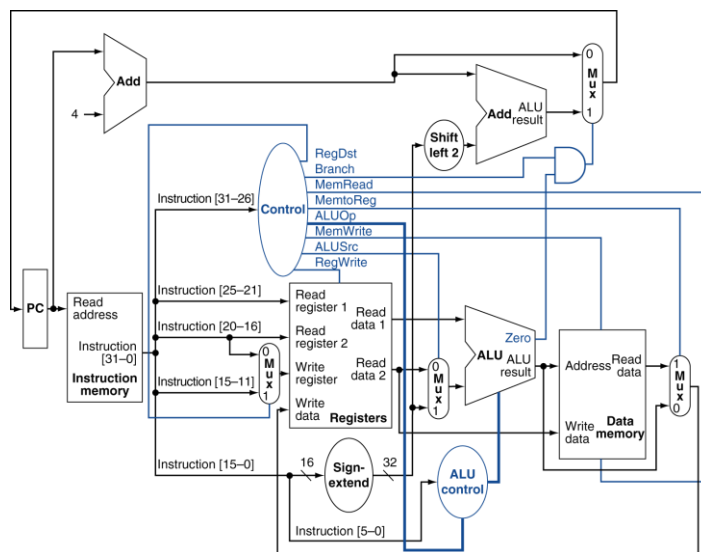 Add
4
0
Mux
1
Add
ALU
result
Shift
left 2
RegDst
Branch
MemRead
MemtoReg
ALUOp
MemWrite
ALUSrc
RegWrite
Control
Instruction [31–26]
PC
Read
address
Instruction
[31–0]
Instruction
memory
Instruction [25–21]
Instruction [20–16]
Instruction [15–11]
0
Mux
1
Read
register 1
Read
register 2
Write
register
Write
data
Read
data 1
Read
data 2
Registers
0
Mux
1
Zero
ALU
ALU
result
Address
Read
data
Write
data
Data
memory
1
Mux
0
Instruction [15–0]
16
Sign-
extend
32
ALU
control
Instruction [5–0]